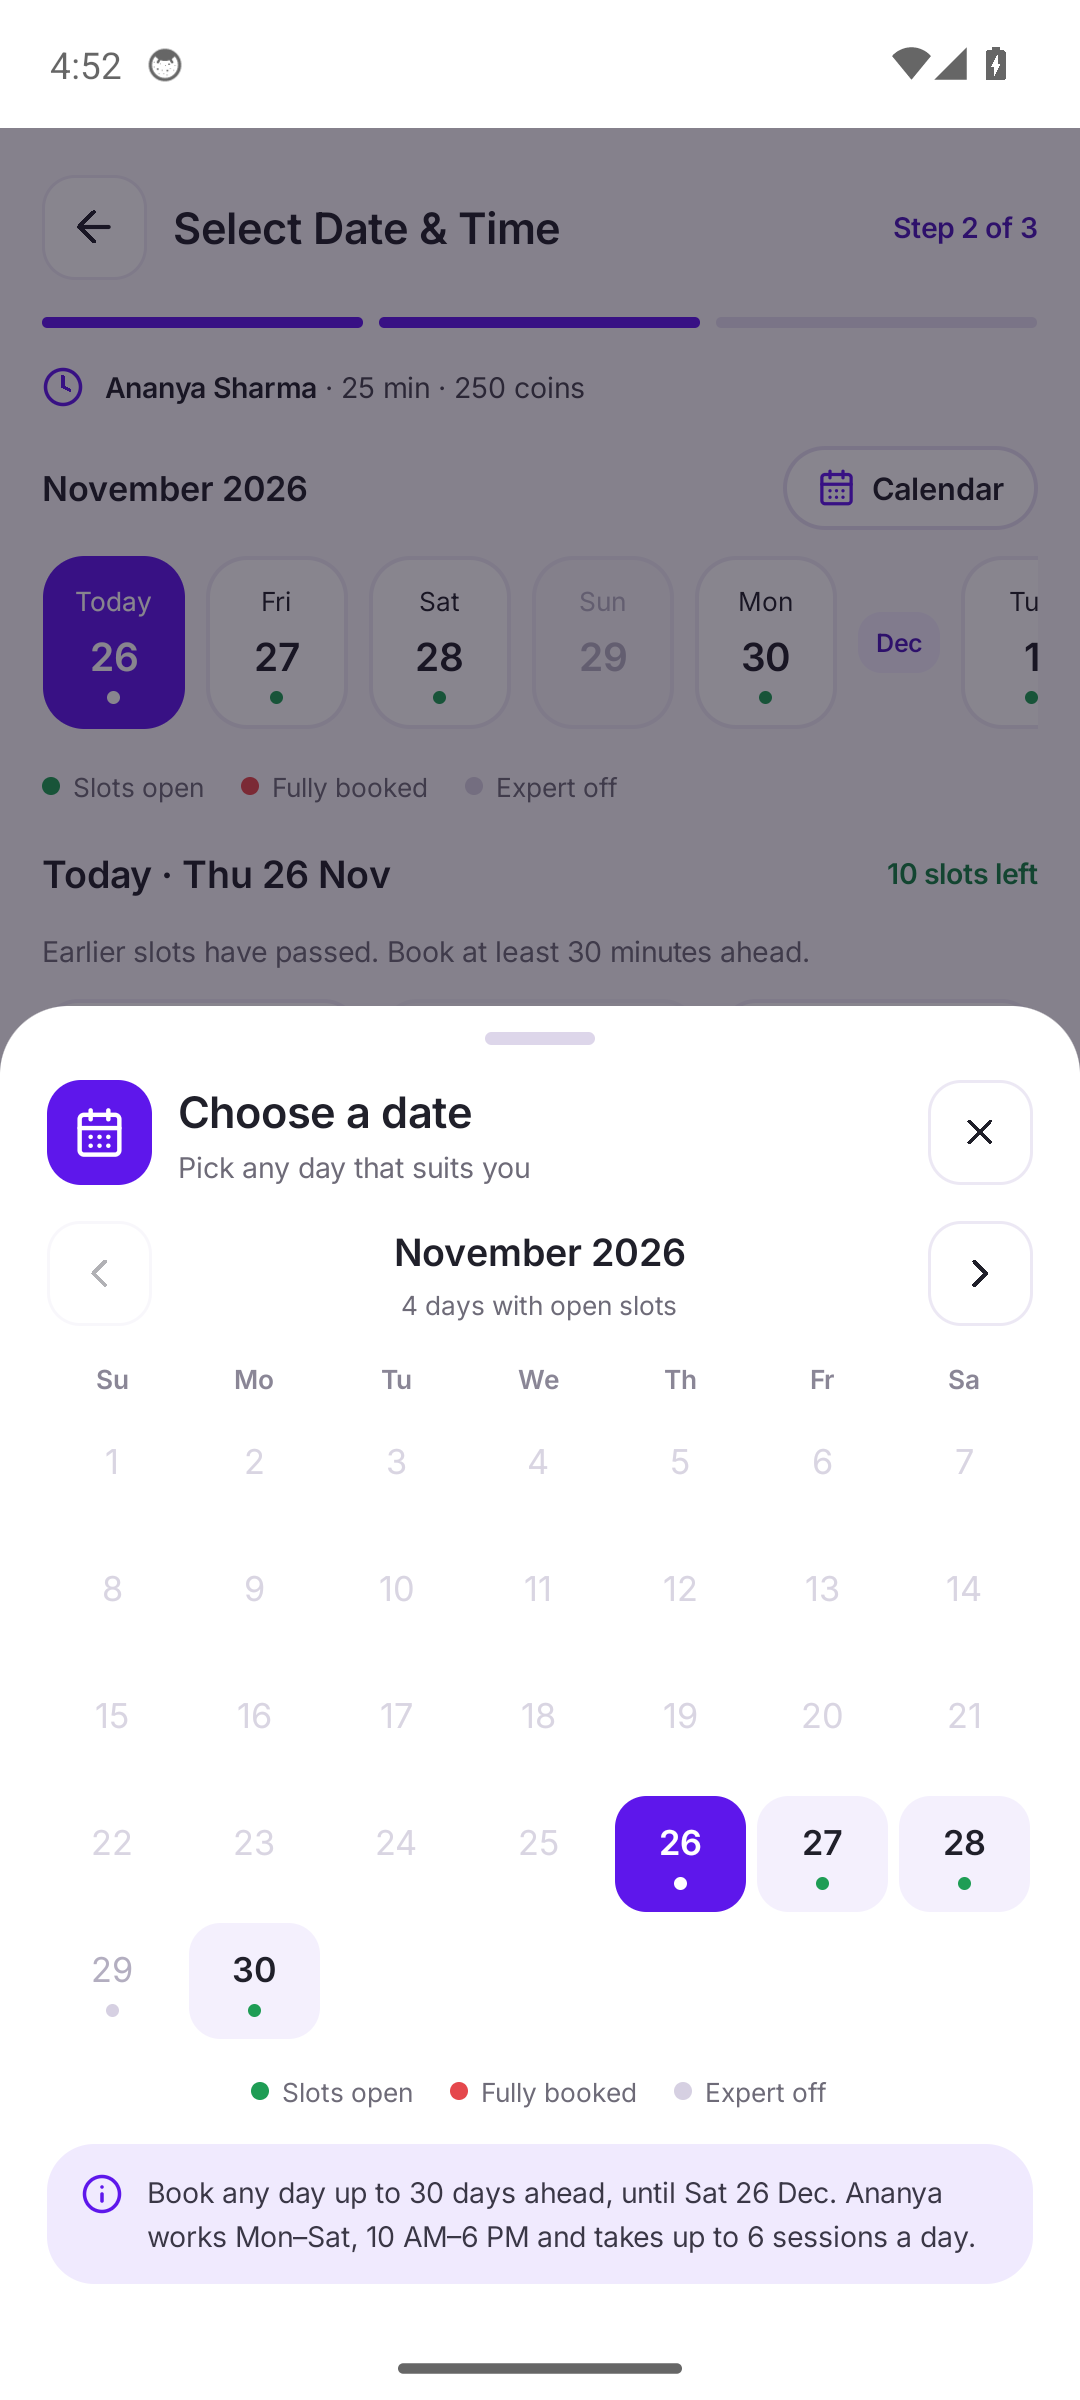 4:52
Select Date & Time
Step 2 of 3
Ananya Sharma · 25 min · 250 coins
November 2026
Calendar
Today Fri Sat Sun Mon Tu
26 27 28 29 30 Dec 1
Slots open Fully booked Expert off
Today · Thu 26 Nov
10 slots left
Earlier slots have passed. Book at least 30 minutes ahead.
Choose a date
Pick any day that suits you
November 2026
4 days with open slots
Su Mo Tu We Th Fr Sa
1 2 3 4 5 6 7
8 9 10 11 12 13 14
15 16 17 18 19 20 21
22 23 24 25 26 27 28
29 30
Slots open Fully booked Expert off
Book any day up to 30 days ahead, until Sat 26 Dec. Ananya
works Mon–Sat, 10 AM–6 PM and takes up to 6 sessions a day.